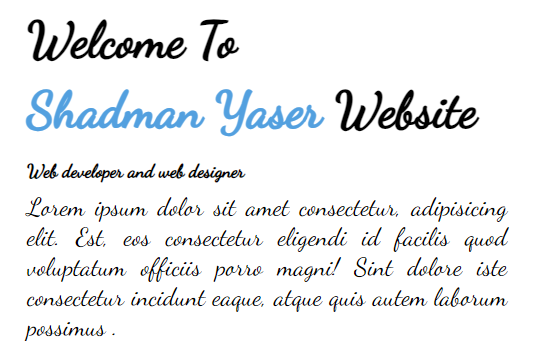 Welcome To
Shadman Yaser Website
Web developer and web designer
Lorem ipsum dolor sit amet consectetur, adipisicing
elit. Est, eos consectetur eligendi id facilis quod
voluptatum officiis porro magni! Sint dolore iste
consectetur incidunt eaque, atque quis autem laborum
possimus .